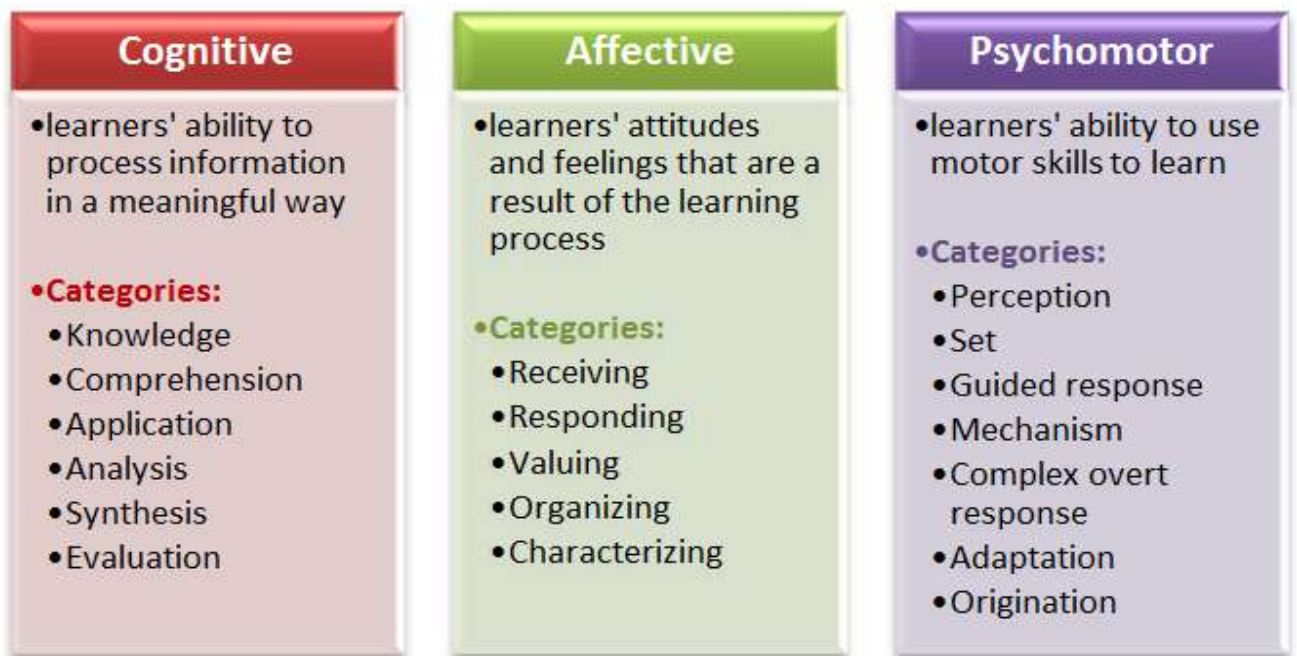 Cognitive
•learners' ability to
process information
in a meaningful way
•Categories:
•Knowledge
•Comprehension
•Application
•Analysis
•Synthesis
•Evaluation
Affective
•learners' attitudes
and feelings that are a
result of the learning
process
•Categories:
•Receiving
•Responding
•Valuing
•Organizing
•Characterizing
Psychomotor
•learners' ability to use
motor skills to learn
•Categories:
•Perception
•Set
•Guided response
•Mechanism
•Complex overt
response
•Adaptation
•Origination